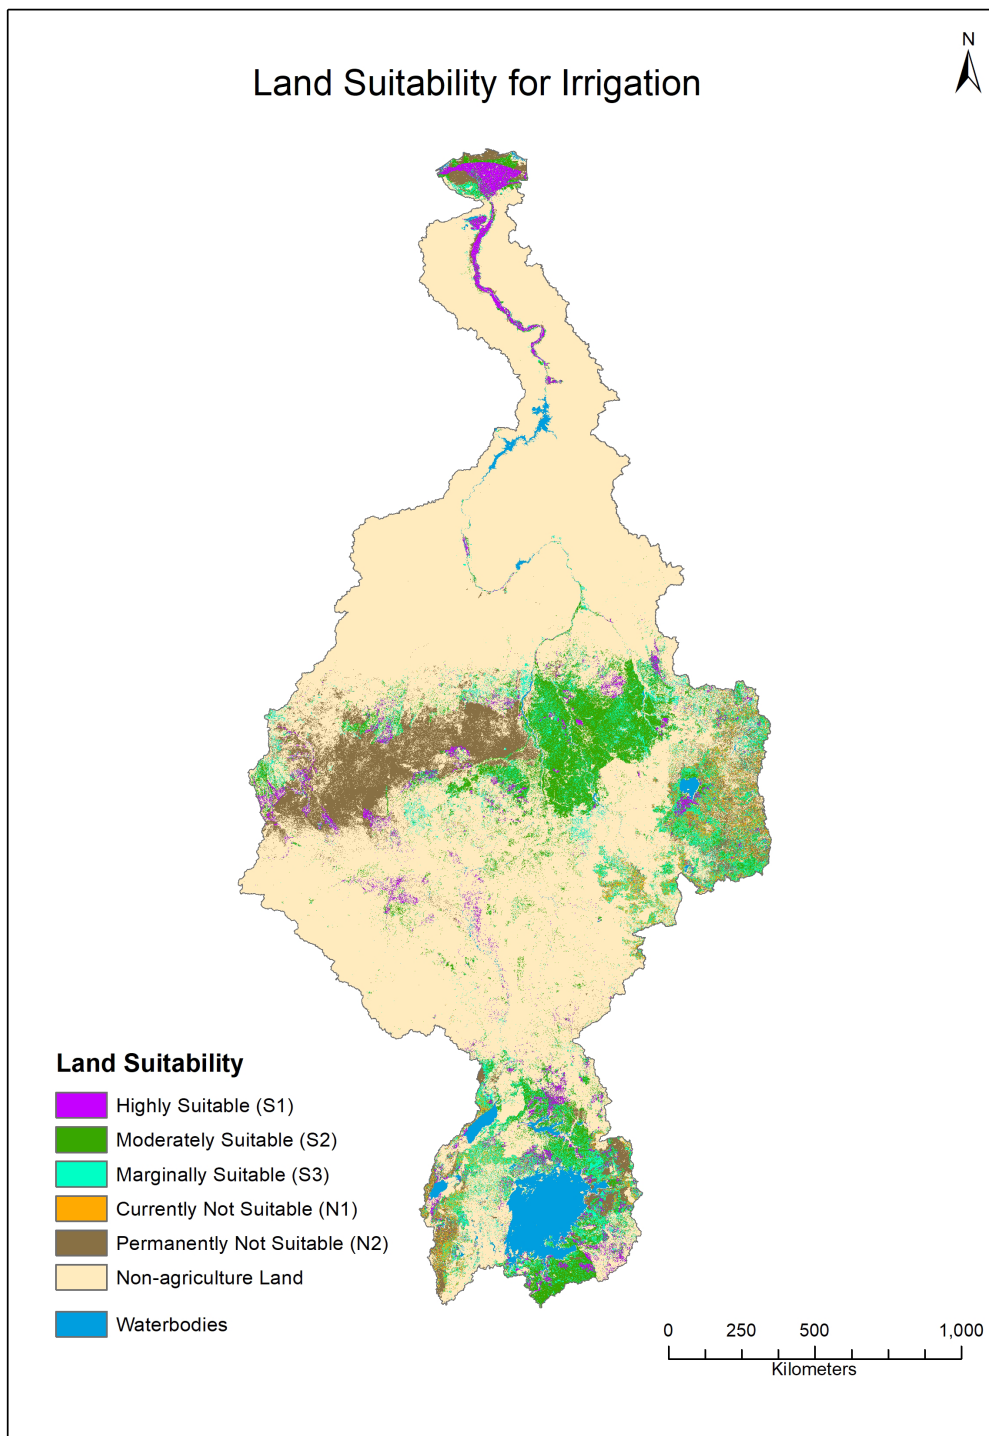 N
Land Suitability for Irrigation
Land Suitability
Highly Suitable (S1)
Moderately Suitable (S2)
Marginally Suitable (S3)
Currently Not Suitable (N1)
Permanently Not Suitable (N2)
Non-agriculture Land
Waterbodies
0 250 500 1,000
Kilometers